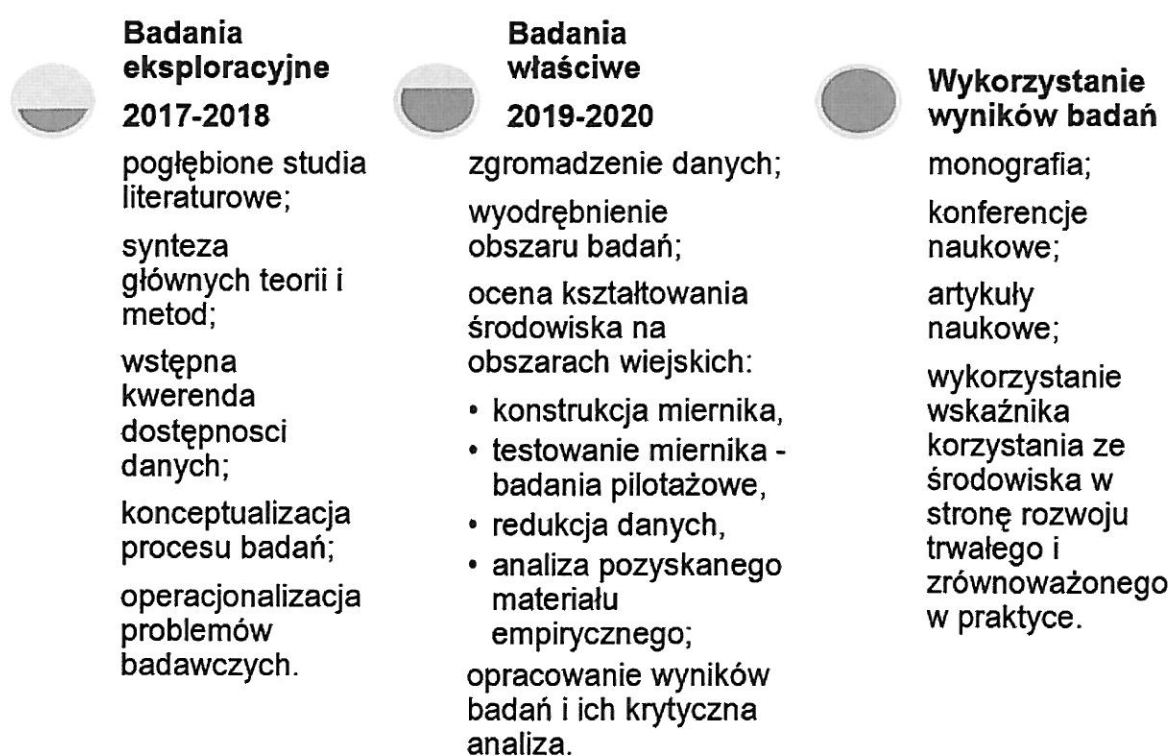 Badania
eksploracyjne
2017-2018
pogłębione studia
literaturowe;
synteza
głównych teorii i
metod;
wstępna
kwerenda
dostępnosci
danych;
konceptualizacja
procesu badań;
operacjonalizacja
problemów
badawczych.
Badania
właściwe
2019-2020
zgromadzenie danych;
wyodrębnienie
obszaru badań;
ocena kształtowania
środowiska na
obszarach wiejskich:
• konstrukcja miernika,
• testowanie miernika -
badania pilotażowe,
• redukcja danych,
• analiza pozyskanego
materiału
empirycznego;
opracowanie wyników
badań i ich krytyczna
analiza.
Wykorzystanie
wyników badań
monografia;
konferencje
naukowe;
artykuły
naukowe;
wykorzystanie
wskaźnika
korzystania ze
środowiska w
stronę rozwoju
trwałego i
zrównoważonego
w praktyce.